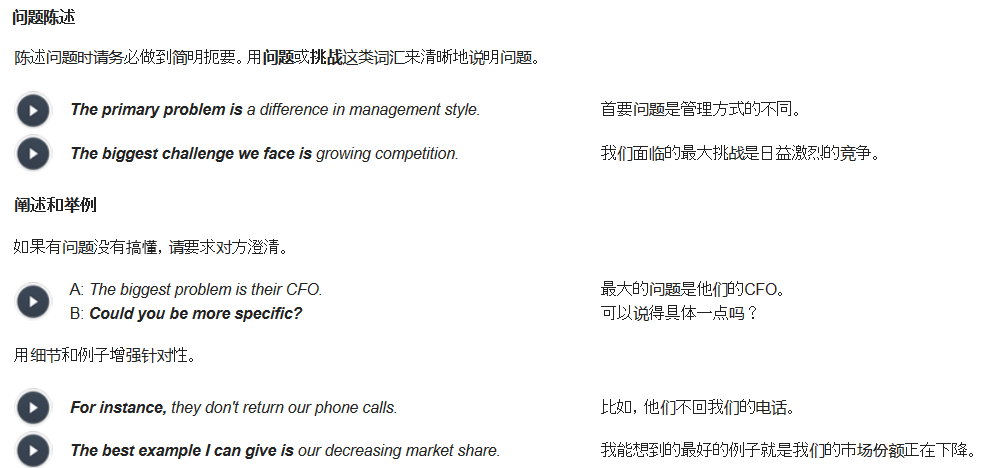 问题陈述
陈述问题时请务必做到简明扼要。用问题或挑战这类词汇来清晰地说明问题。
The primary problem is a difference in management style. 首要问题是管理方式的不同。
The biggest challenge we face is growing competition. 我们面临的最大挑战是日益激烈的竞争。
阐述和举例
如果有问题没有搞懂，请要求对方澄清。
A: The biggest problem is their CFO. 最大的问题是他们的CFO。
B: Could you be more specific? 可以说得具体一点吗？
用细节和例子增强针对性。
For instance, they don't return our phone calls. 比如，他们不回我们的电话。
The best example I can give is our decreasing market share. 我能想到的最好的例子就是我们的市场份额正在下降。